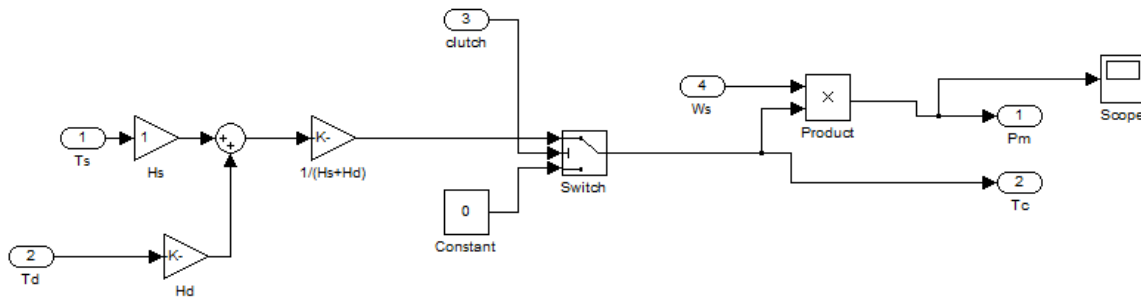 3
clutch
4
Ws
×
Product
Scope
1
Pm
1
Ts
1
Hs
+
+
K-
1/(Hs+Hd)
Switch
0
Constant
2
Tc
2
Td
K-
Hd